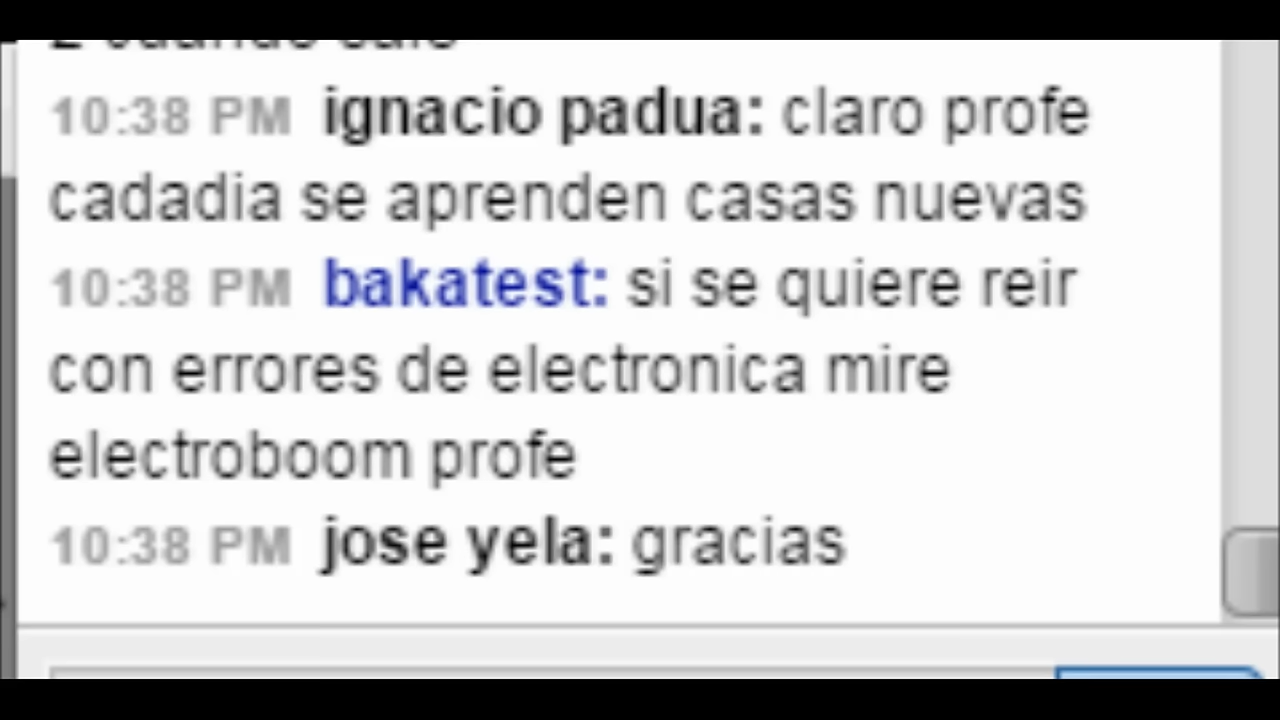 10:38 PM ignacio padua: claro profe
cadadia se aprenden casas nuevas
10:38 PM bakatest: si se quiere reir
con errores de electronica mire
electroboom profe
10:38 PM jose yela: gracias